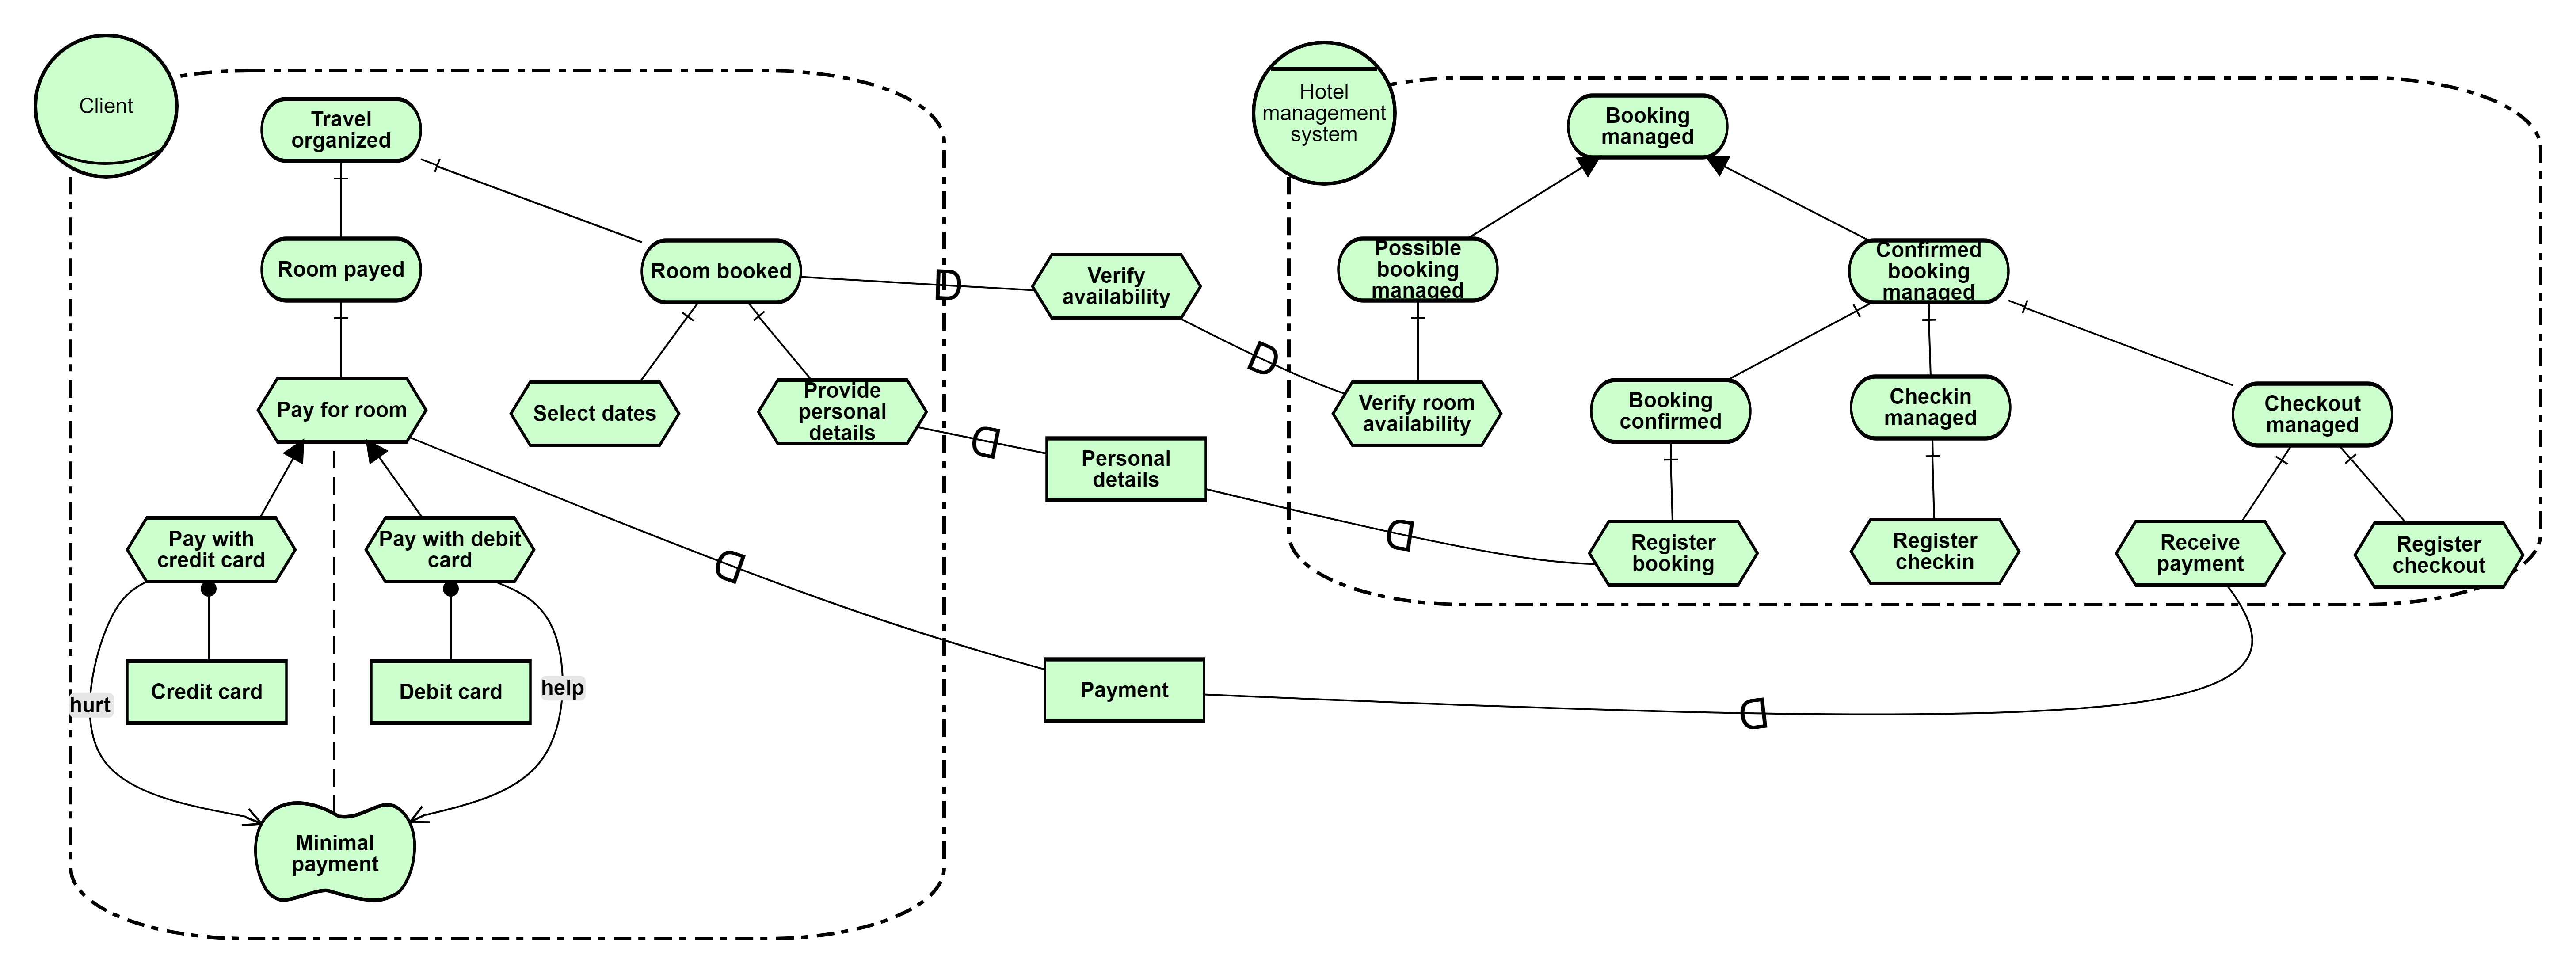 Client
Travel
organized
Room payed
Room booked
Pay for room
Select dates
Provide
personal
details
Pay with
credit card
Pay with debit
card
Credit card
Debit card
hurt
help
Minimal
payment
D
Verify
availability
D
D
Personal
details
D
D
Payment
D
Hotel
management
system
Booking
managed
Possible
booking
managed
Confirmed
booking
managed
Verify room
availability
Booking
confirmed
Checkin
managed
Checkout
managed
Register
booking
Register
checkin
Receive
payment
Register
checkout